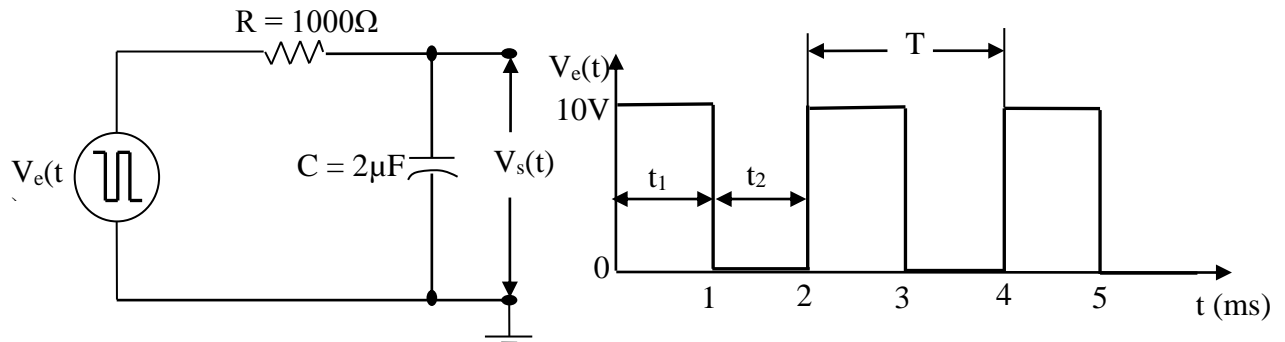 R = 1000Ω
Vₑ(t
C = 2µF
Vₛ(t)
Vₑ(t)
10V
T
t₁
t₂
0
1 2 3 4 5
t (ms)